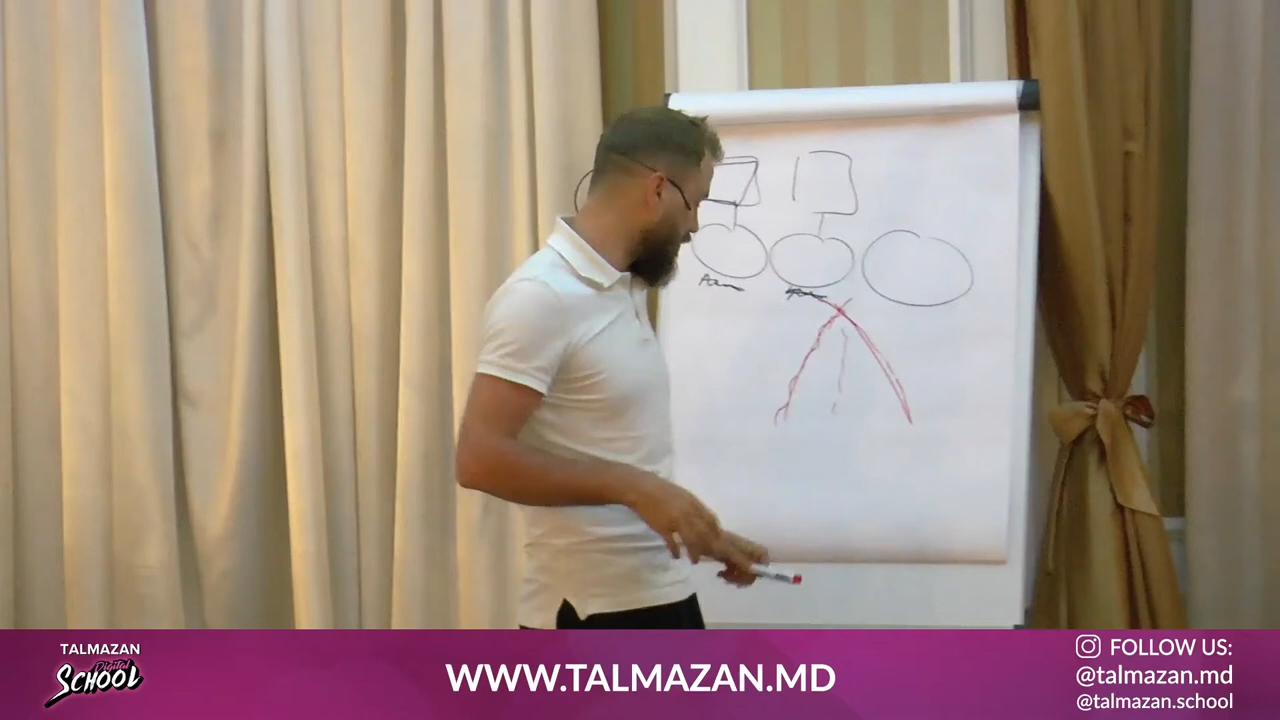 TALMAZAN
Digital
SCHOOL
WWW.TALMAZAN.MD
FOLLOW US:
@talmazan.md
@talmazan.school